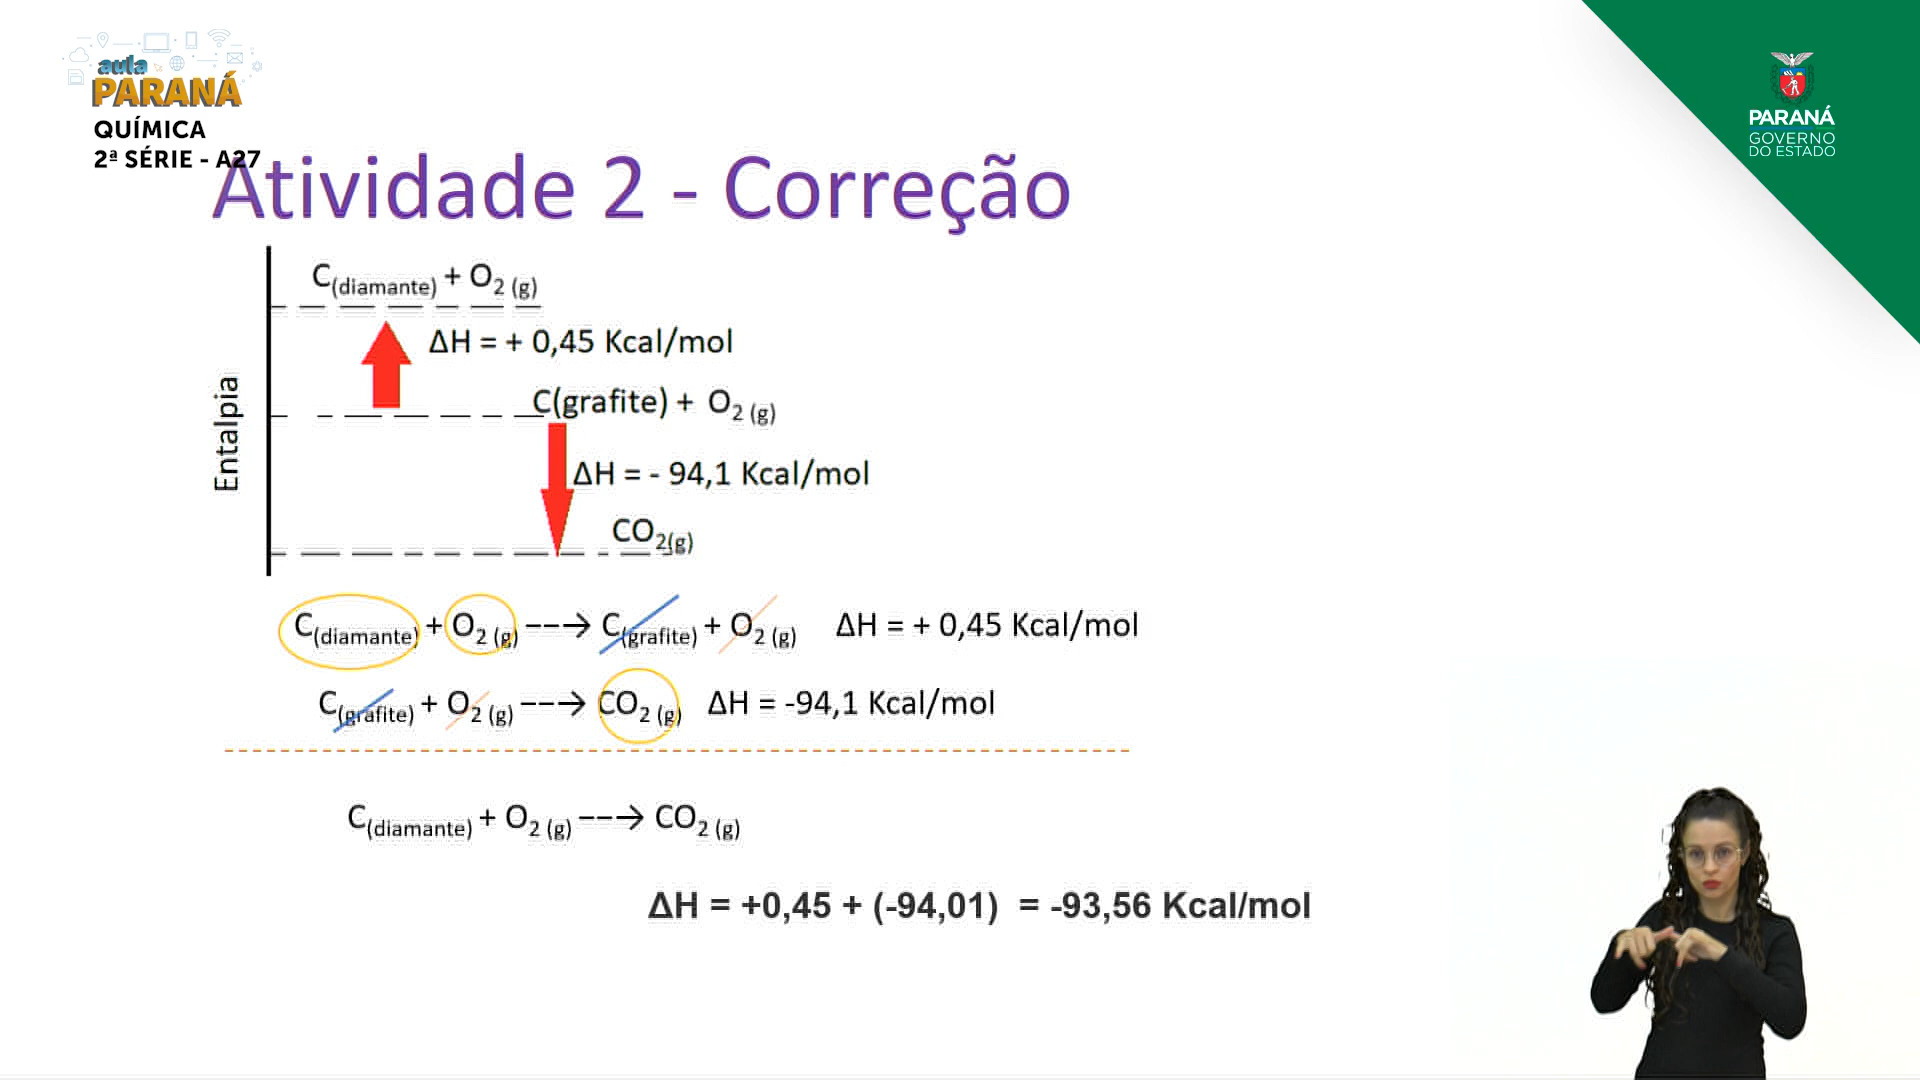 aula
PARANÁ
QUÍMICA
2ª SÉRIE - A27
PARANÁ
GOVERNO
DO ESTADO
Atividade 2 - Correção
C(diamante) + O2 (g)
ΔH = + 0,45 Kcal/mol
C(grafite) + O2 (g)
Entalpia
ΔH = - 94,1 Kcal/mol
CO2(g)
C(diamante) + O2 (g) ---→ C(grafite) + O2 (g) ΔH = + 0,45 Kcal/mol
C(grafite) + O2 (g) ---→ CO2 (g) ΔH = -94,1 Kcal/mol
C(diamante) + O2 (g) ---→ CO2 (g)
ΔH = +0,45 + (-94,01) = -93,56 Kcal/mol